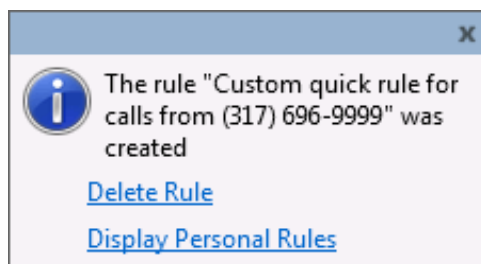 x
The rule "Custom quick rule for
calls from (317) 696-9999" was
created
Delete Rule
Display Personal Rules